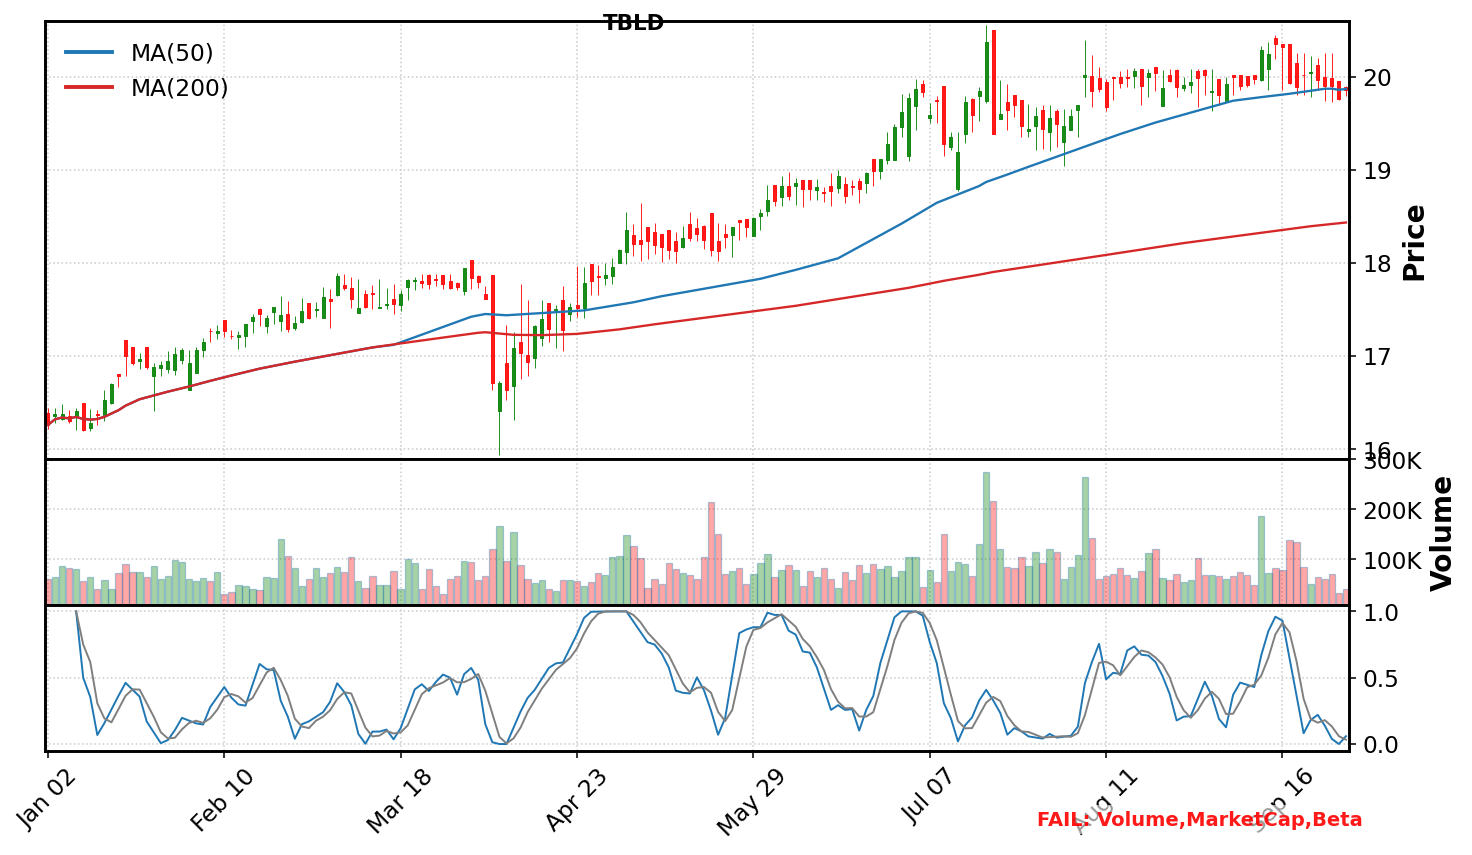 TBLD
MA(50)
MA(200)
20
19
18
17
16
Price
300K
200K
100K
Volume
1.0
0.5
0.0
Jan 02
Feb 10
Mar 18
Apr 23
May 29
Jul 07
Aug 11
Sep 16
FAIL: Volume,MarketCap,Beta